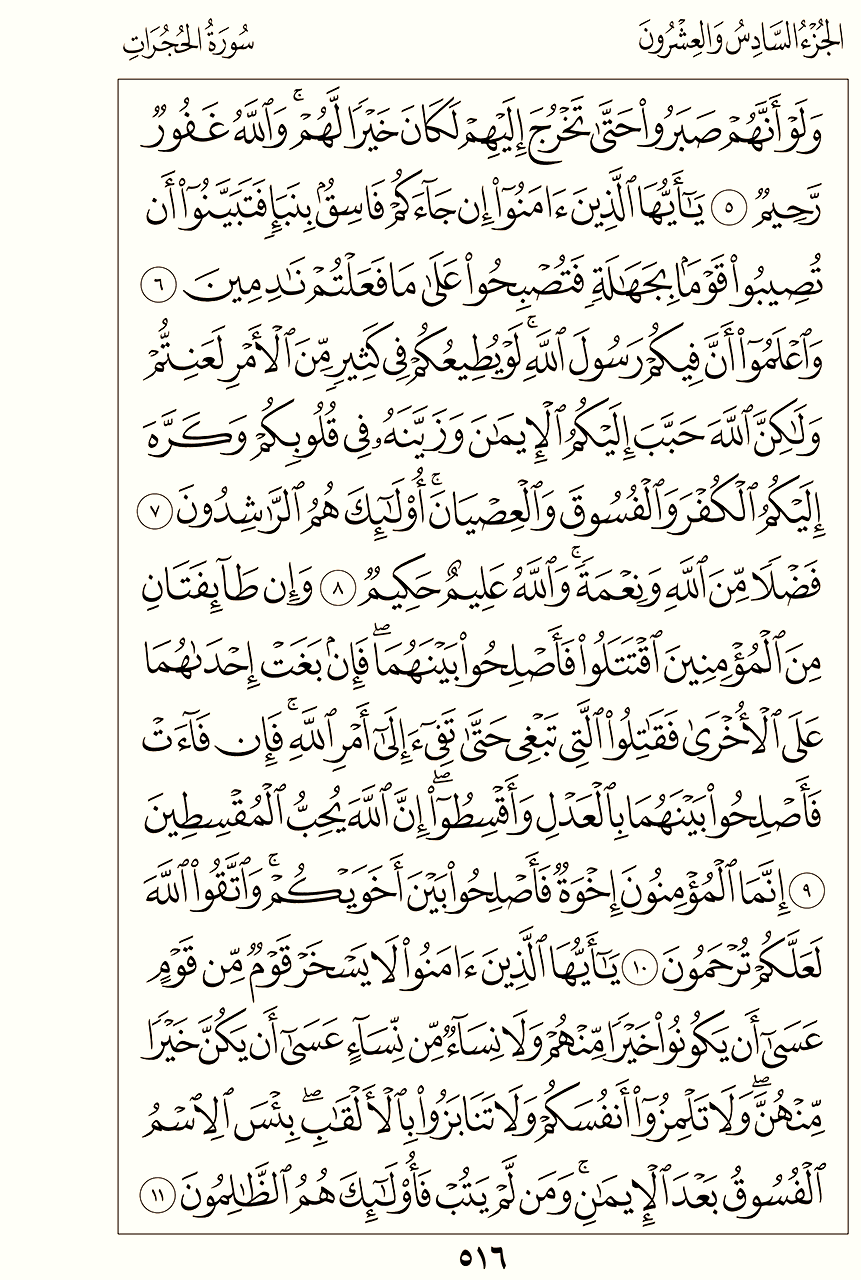 الجُزْءُ السَّادِسُ وَالعِشْرُونَ
سُورَةُ الحُجُرَاتِ
وَلَوْ أَنَّهُمْ صَبَرُوا۟ حَتَّىٰ تَخْرُجَ إِلَيْهِمْ لَكَانَ خَيْرًا لَّهُمْ ۚ وَٱللَّهُ غَفُورٌ
رَّحِيمٌ ٥ يَـٰٓأَيُّهَا ٱلَّذِينَ ءَامَنُوٓا۟ إِن جَآءَكُمْ فَاسِقٌۢ بِنَبَإٍ فَتَبَيَّنُوٓا۟ أَن
تُصِيبُوا۟ قَوْمًۢا بِجَهَـٰلَةٍ فَتُصْبِحُوا۟ عَلَىٰ مَا فَعَلْتُمْ نَـٰدِمِينَ ٦
وَٱعْلَمُوٓا۟ أَنَّ فِيكُمْ رَسُولَ ٱللَّهِ ۚ لَوْ يُطِيعُكُمْ فِى كَثِيرٍ مِّنَ ٱلْأَمْرِ لَعَنِتُّمْ
وَلَـٰكِنَّ ٱللَّهَ حَبَّبَ إِلَيْكُمُ ٱلْإِيمَـٰنَ وَزَيَّنَهُۥ فِى قُلُوبِكُمْ وَكَرَّهَ
إِلَيْكُمُ ٱلْكُفْرَ وَٱلْفُسُوقَ وَٱلْعِصْيَانَ ۚ أُو۟لَـٰٓئِكَ هُمُ ٱلرَّٰشِدُونَ ٧
فَضْلًا مِّنَ ٱللَّهِ وَنِعْمَةً ۚ وَٱللَّهُ عَلِيمٌ حَكِيمٌ ٨ وَإِن طَآئِفَتَانِ
مِنَ ٱلْمُؤْمِنِينَ ٱقْتَتَلُوا۟ فَأَصْلِحُوا۟ بَيْنَهُمَا ۖ فَإِنۢ بَغَتْ إِحْدَىٰهُمَا
عَلَى ٱلْأُخْرَىٰ فَقَـٰتِلُوا۟ ٱلَّتِى تَبْغِى حَتَّىٰ تَفِىٓءَ إِلَىٰٓ أَمْرِ ٱللَّهِ ۚ فَإِن فَآءَتْ
فَأَصْلِحُوا۟ بَيْنَهُمَا بِٱلْعَدْلِ وَأَقْسِطُوٓا۟ ۖ إِنَّ ٱللَّهَ يُحِبُّ ٱلْمُقْسِطِينَ
٩ إِنَّمَا ٱلْمُؤْمِنُونَ إِخْوَةٌ فَأَصْلِحُوا۟ بَيْنَ أَخَوَيْكُمْ ۚ وَٱتَّقُوا۟ ٱللَّهَ
لَعَلَّكُمْ تُرْحَمُونَ ١٠ يَـٰٓأَيُّهَا ٱلَّذِينَ ءَامَنُوا۟ لَا يَسْخَرْ قَوْمٌ مِّن قَوْمٍ
عَسَىٰٓ أَن يَكُونُوا۟ خَيْرًا مِّنْهُمْ وَلَا نِسَآءٌ مِّن نِّسَآءٍ عَسَىٰٓ أَن يَكُنَّ خَيْرًا
مِّنْهُنَّ ۖ وَلَا تَلْمِزُوٓا۟ أَنفُسَكُمْ وَلَا تَنَابَزُوا۟ بِٱلْأَلْقَـٰبِ ۖ بِئْسَ ٱلِٱسْمُ
ٱلْفُسُوقُ بَعْدَ ٱلْإِيمَـٰنِ ۚ وَمَن لَّمْ يَتُبْ فَأُو۟لَـٰٓئِكَ هُمُ ٱلظَّـٰلِمُونَ ١١
٥١٦